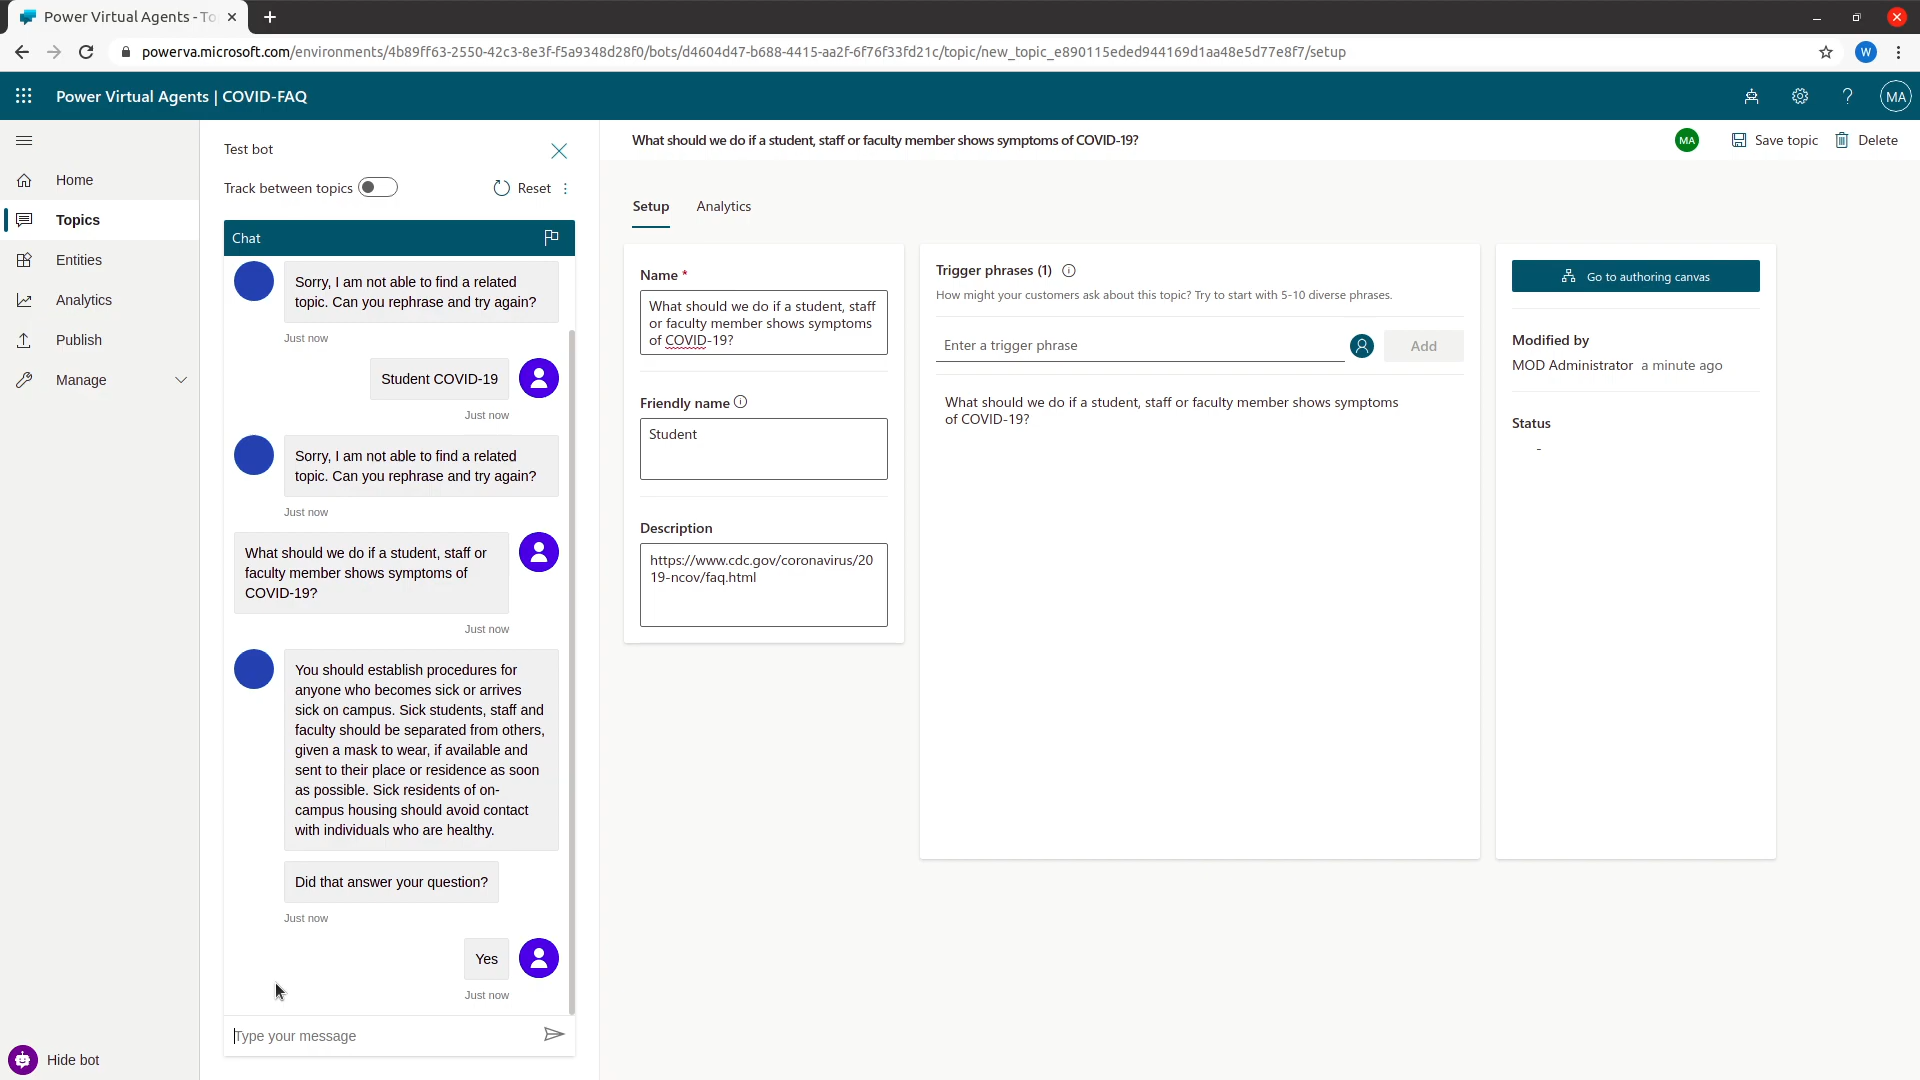 Power Virtual Agents - To
powerva.microsoft.com/environments/4b89ff63-2550-42c3-8e3f-f5a9348d28f0/bots/d4604d47-b688-4415-aa2f-6f76f33fd21c/topic/new_topic_e890115eded944169d1aa48e5d77e8f7/setup
W
Power Virtual Agents | COVID-FAQ
MA
Home
Topics
Entities
Analytics
Publish
Manage
Hide bot
Test bot
Track between topics
Reset
Chat
Sorry, I am not able to find a related
topic. Can you rephrase and try again?
Just now
Student COVID-19
Just now
Sorry, I am not able to find a related
topic. Can you rephrase and try again?
Just now
What should we do if a student, staff or
faculty member shows symptoms of
COVID-19?
Just now
You should establish procedures for
anyone who becomes sick or arrives
sick on campus. Sick students, staff and
faculty should be separated from others,
given a mask to wear, if available and
sent to their place or residence as soon
as possible. Sick residents of on-
campus housing should avoid contact
with individuals who are healthy.
Did that answer your question?
Just now
Yes
Just now
Type your message
What should we do if a student, staff or faculty member shows symptoms of COVID-19?
MA
Save topic
Delete
Setup
Analytics
Name *
What should we do if a student, staff
or faculty member shows symptoms
of COVID-19?
Friendly name
Student
Description
https://www.cdc.gov/coronavirus/20
19-ncov/faq.html
Trigger phrases (1)
How might your customers ask about this topic? Try to start with 5-10 diverse phrases.
Enter a trigger phrase
Add
What should we do if a student, staff or faculty member shows symptoms
of COVID-19?
Go to authoring canvas
Modified by
MOD Administrator a minute ago
Status
-